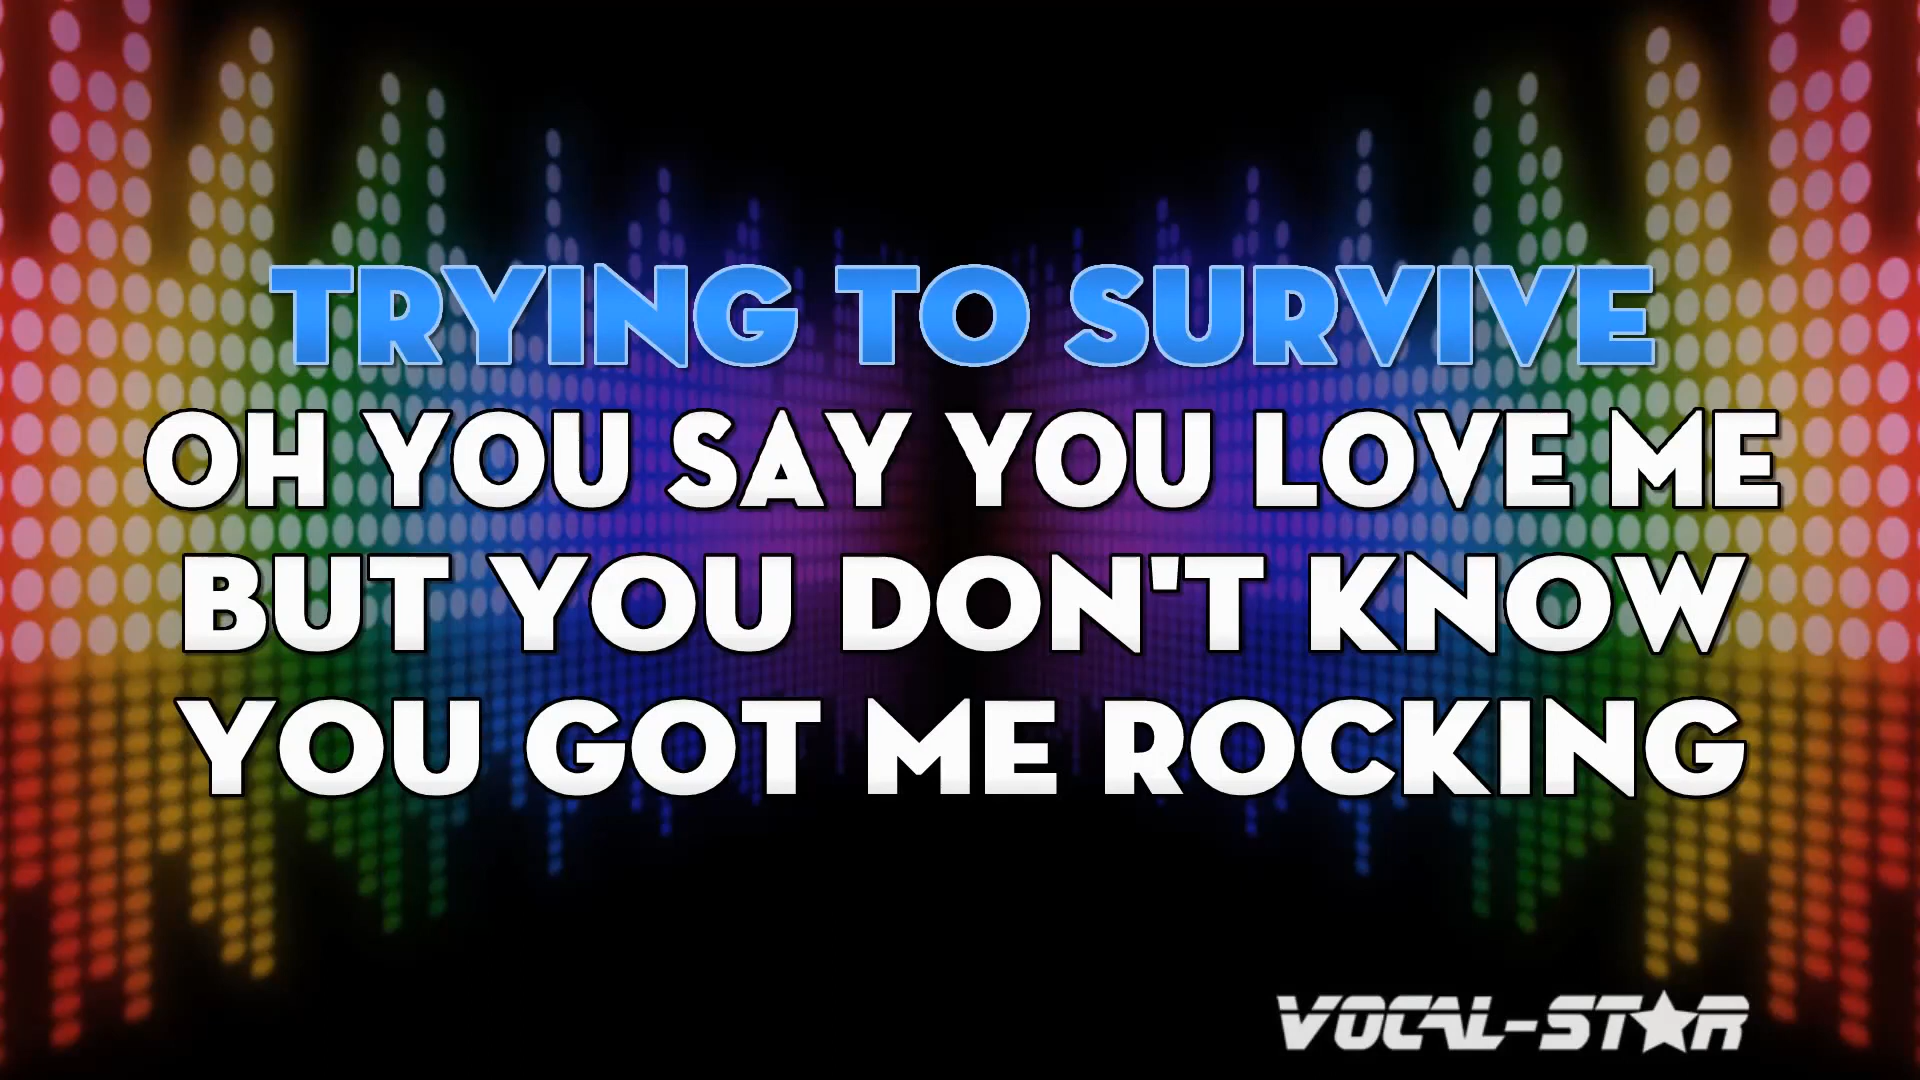 TRYING TO SURVIVE
OH YOU SAY YOU LOVE ME
BUT YOU DON'T KNOW
YOU GOT ME ROCKING
VOCAL-STAR